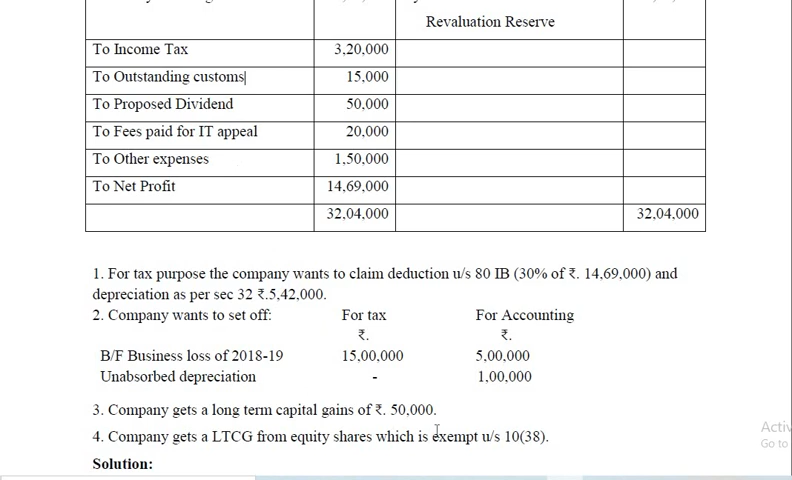 Revaluation Reserve
To Income Tax 3,20,000
To Outstanding customs 15,000
To Proposed Dividend 50,000
To Fees paid for IT appeal 20,000
To Other expenses 1,50,000
To Net Profit 14,69,000
32,04,000 32,04,000
1. For tax purpose the company wants to claim deduction u/s 80 IB (30% of ₹. 14,69,000) and
depreciation as per sec 32 ₹.5,42,000.
2. Company wants to set off: For tax For Accounting
₹. ₹.
B/F Business loss of 2018-19 15,00,000 5,00,000
Unabsorbed depreciation - 1,00,000
3. Company gets a long term capital gains of ₹. 50,000.
4. Company gets a LTCG from equity shares which is exempt u/s 10(38).
Solution:
Go to